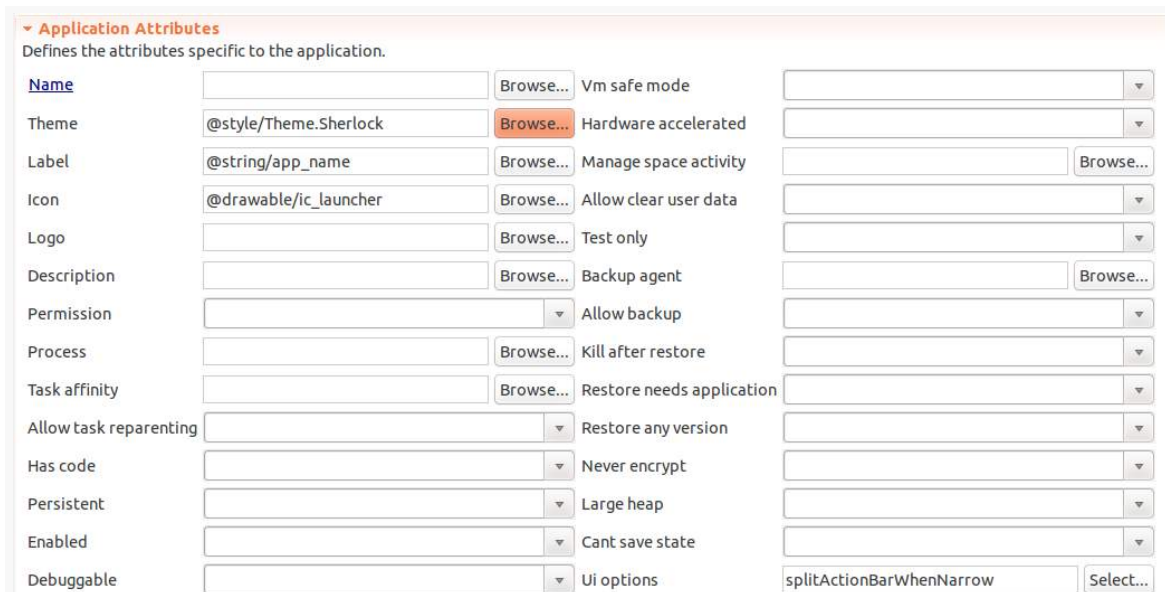 Application Attributes
Defines the attributes specific to the application.
Name Browse... Vm safe mode
Theme @style/Theme.Sherlock Browse... Hardware accelerated
Label @string/app_name Browse... Manage space activity Browse...
Icon @drawable/ic_launcher Browse... Allow clear user data
Logo Browse... Test only
Description Browse... Backup agent Browse...
Permission Allow backup
Process Browse... Kill after restore
Task affinity Browse... Restore needs application
Allow task reparenting Restore any version
Has code Never encrypt
Persistent Large heap
Enabled Cant save state
Debuggable Ui options splitActionBarWhenNarrow Select...